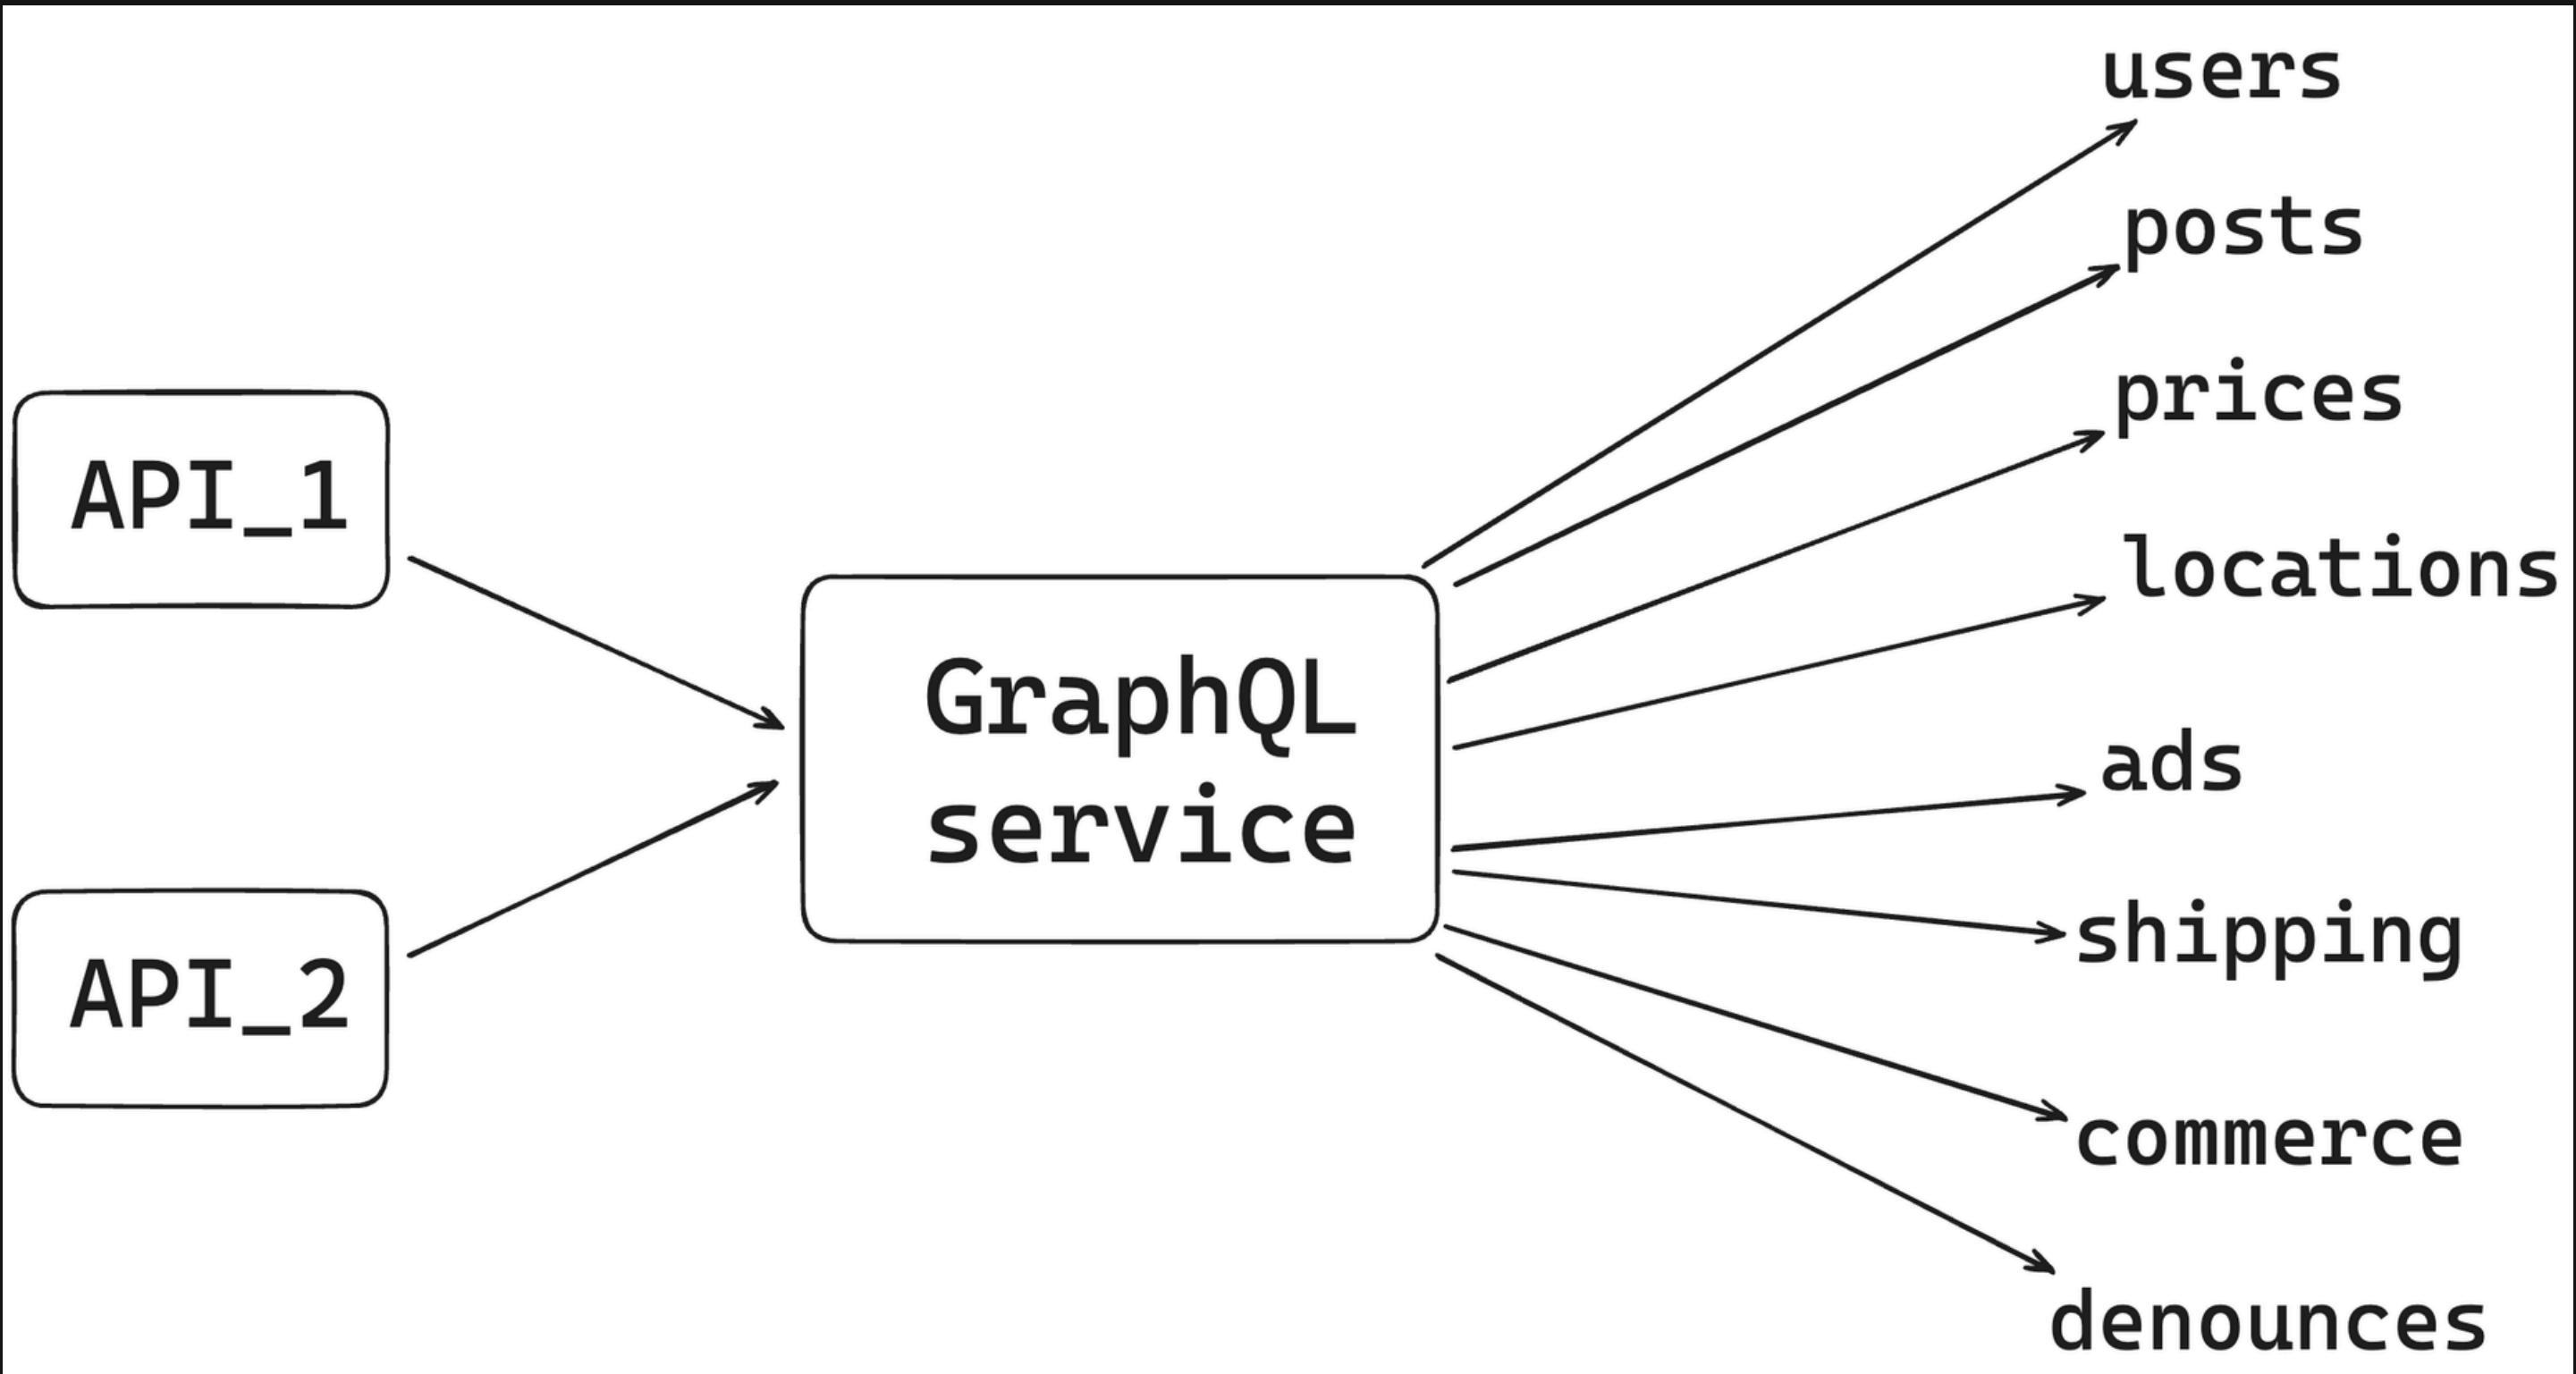 users
posts
prices
API_1
locations
GraphQL
service
ads
shipping
API_2
commerce
denounces